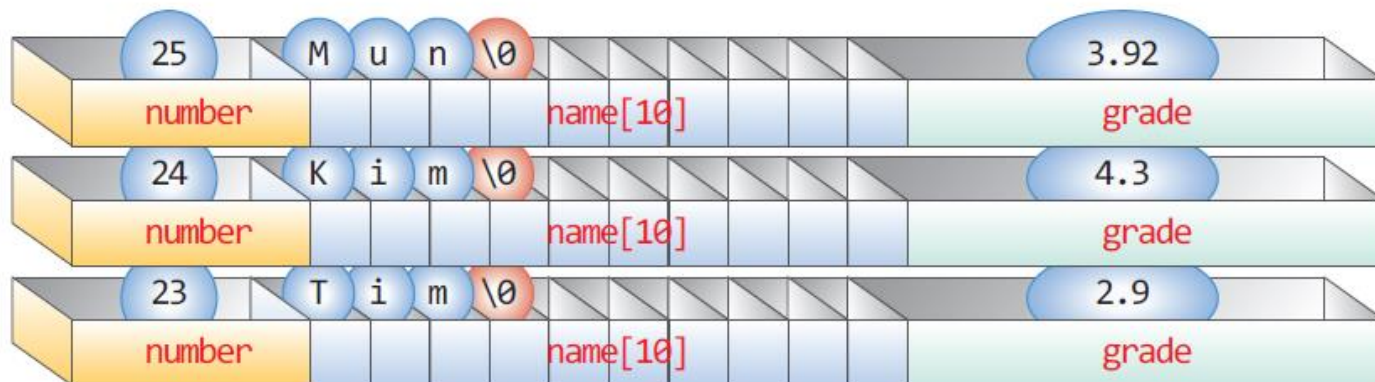 25 M u n \0 3.92
number name[10] grade
24 K i m \0 4.3
number name[10] grade
23 T i m \0 2.9
number name[10] grade